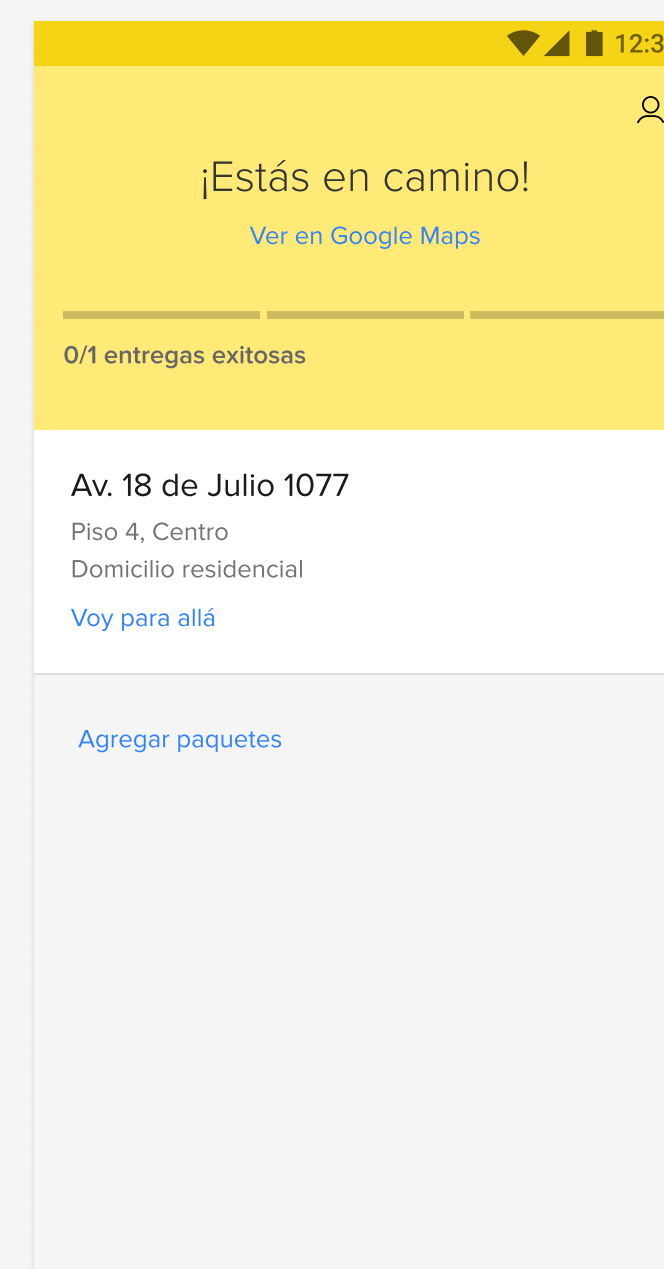 12:3
¡Estás en camino!
Ver en Google Maps
0/1 entregas exitosas
Av. 18 de Julio 1077
Piso 4, Centro
Domicilio residencial
Voy para allá
Agregar paquetes